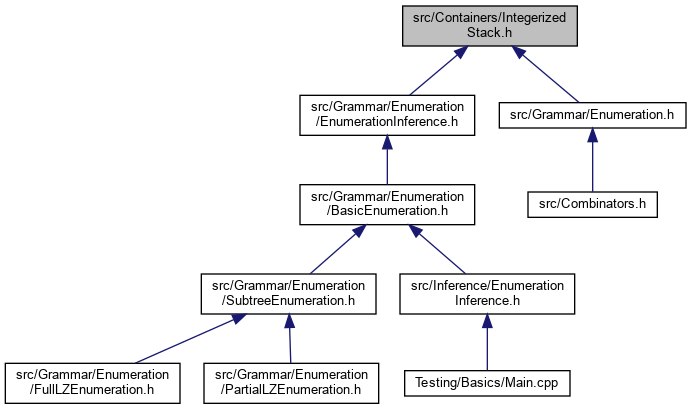 src/Containers/Integerized
Stack.h
src/Grammar/Enumeration
/EnumerationInference.h
src/Grammar/Enumeration.h
src/Grammar/Enumeration
/BasicEnumeration.h
src/Combinators.h
src/Grammar/Enumeration
/SubtreeEnumeration.h
src/Inference/Enumeration
Inference.h
src/Grammar/Enumeration
/FullLZEnumeration.h
src/Grammar/Enumeration
/PartialLZEnumeration.h
Testing/Basics/Main.cpp